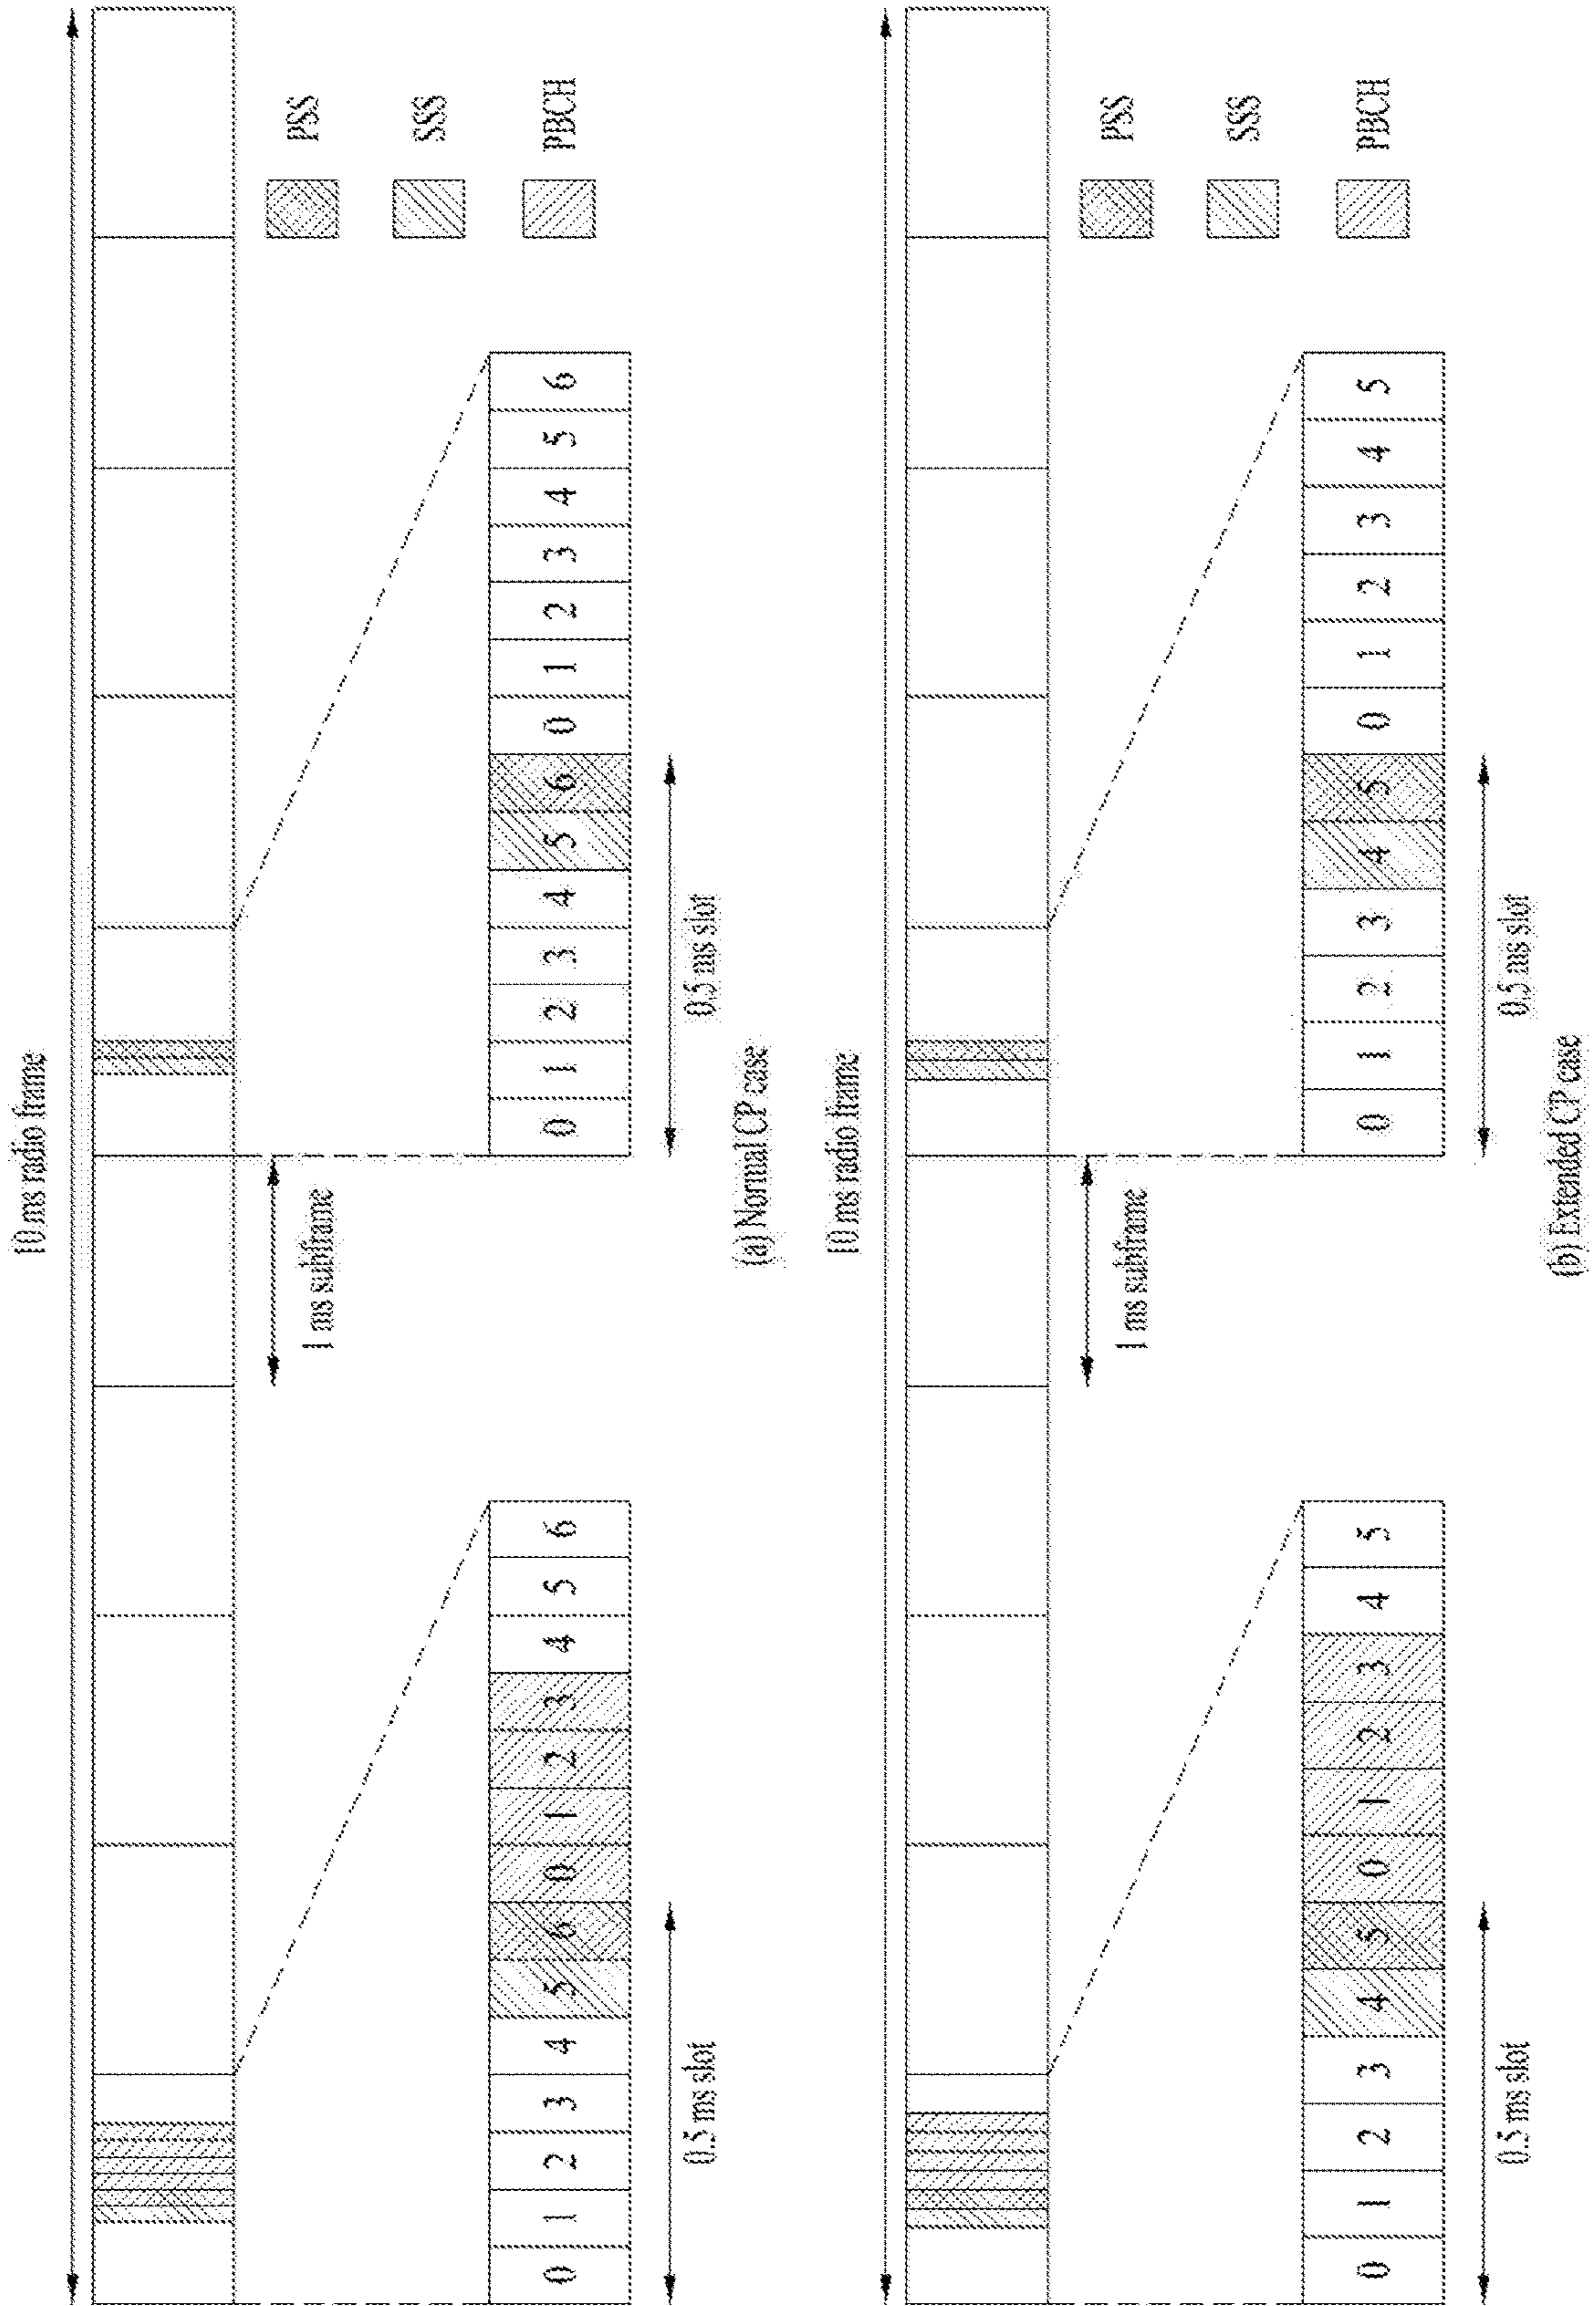 10 ms radio frame
1 ms subframe
PSS
SSS
PBCH
0 1 2 3 4 5 6 0 1 2 3 4 5 6
0 1 2 3 4 5 6 0 1 2 3 4 5 6
0.5 ms slot
0.5 ms slot
(a) Normal CP case
10 ms radio frame
1 ms subframe
PSS
SSS
PBCH
0 1 2 3 4 5 0 1 2 3 4 5
0 1 2 3 4 5 0 1 2 3 4 5
0.5 ms slot
0.5 ms slot
(b) Extended CP case